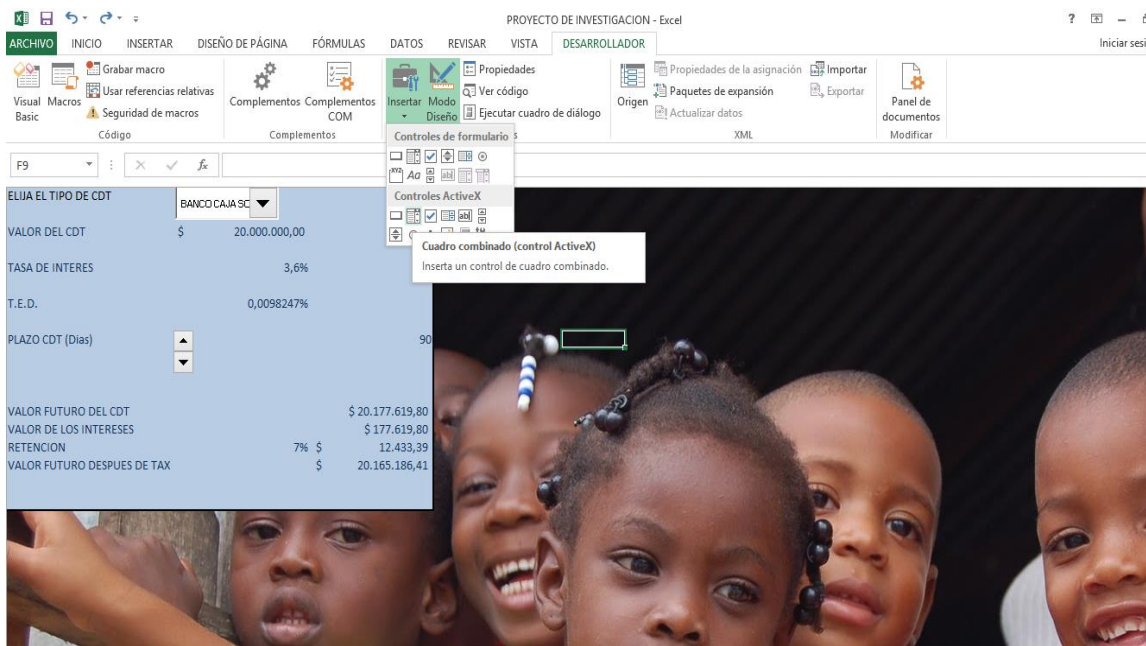 PROYECTO DE INVESTIGACION - Excel
ARCHIVO INICIO INSERTAR DISEÑO DE PÁGINA FÓRMULAS DATOS REVISAR VISTA DESARROLLADOR
Visual Basic
Macros
Grabar macro
Usar referencias relativas
Seguridad de macros
Código
Complementos
Complementos COM
Complementos
Insertar
Modo Diseño
Propiedades
Ver código
Ejecutar cuadro de diálogo
Origen
Propiedades de la asignación
Paquetes de expansión
Actualizar datos
Importar
Exportar
XML
Panel de documentos
Modificar
Controles de formulario
Controles ActiveX
Cuadro combinado (control ActiveX)
Inserta un control de cuadro combinado.
F9 fx
ELIJA EL TIPO DE CDT BANCO CAJA
VALOR DEL CDT $ 20.000.000,00
TASA DE INTERES 3,6%
T.E.D. 0,0098247%
PLAZO CDT (Dias) 90
VALOR FUTURO DEL CDT $ 20.177.619,80
VALOR DE LOS INTERESES $ 177.619,80
RETENCION 7% $ 12.433,39
VALOR FUTURO DESPUES DE TAX $ 20.165.186,41